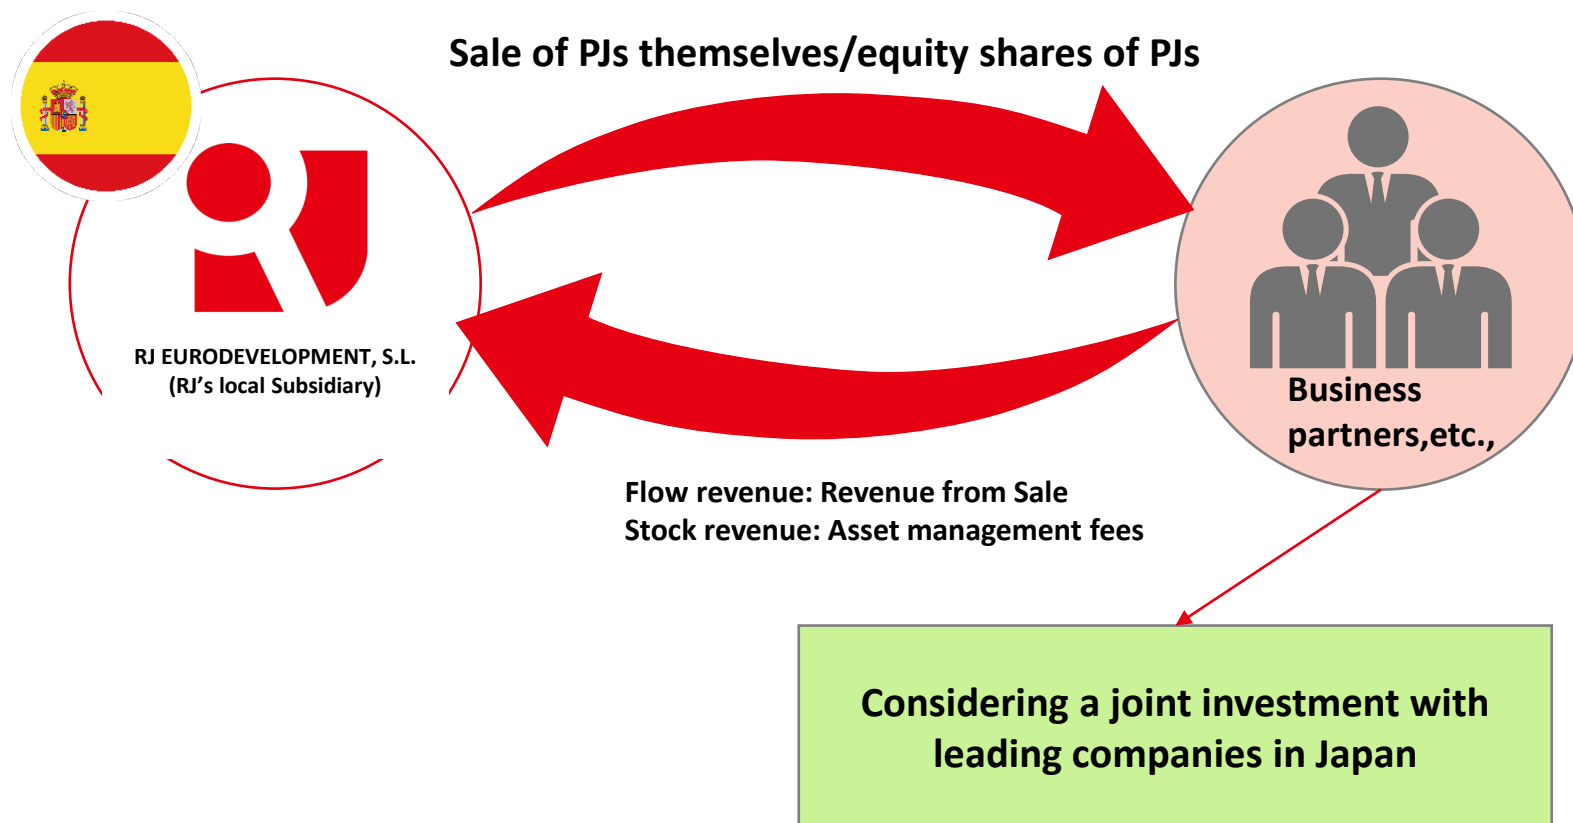 Sale of PJs themselves/equity shares of PJs
RJ EURODEVELOPMENT, S.L.
(RJ’s local Subsidiary)
Business
partners,etc.,
Flow revenue: Revenue from Sale
Stock revenue: Asset management fees
Considering a joint investment with
leading companies in Japan